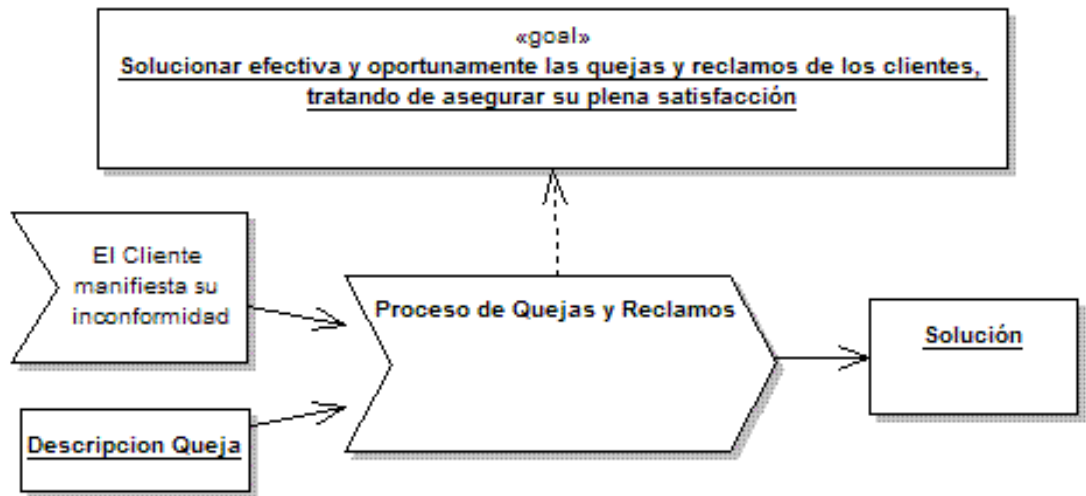 «goal»
Solucionar efectiva y oportunamente las quejas y reclamos de los clientes,
tratando de asegurar su plena satisfacción
El Cliente
manifiesta su
inconformidad
Proceso de Quejas y Reclamos
Solución
Descripcion Queja